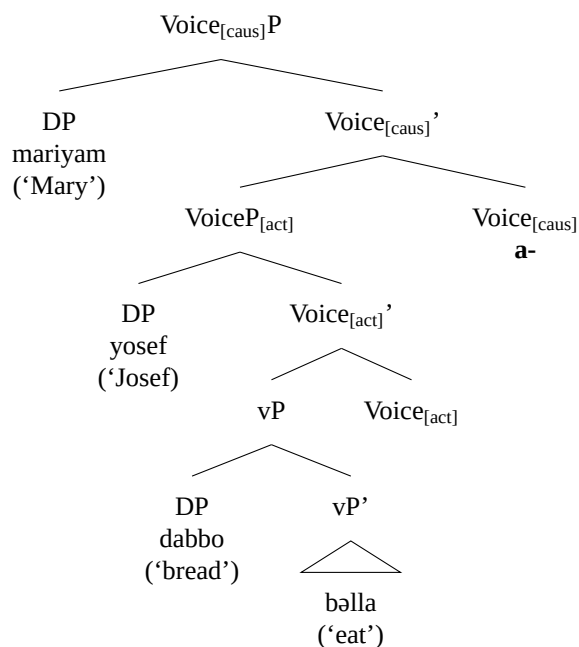 Voice[caus]P
DP
mariyam
(‘Mary’)
Voice[caus]’
VoiceP[act]
Voice[caus]
a-
DP
yosef
(‘Josef)
Voice[act]’
vP
Voice[act]
DP
dabbo
(‘bread’)
vP’
bəlla
(‘eat’)